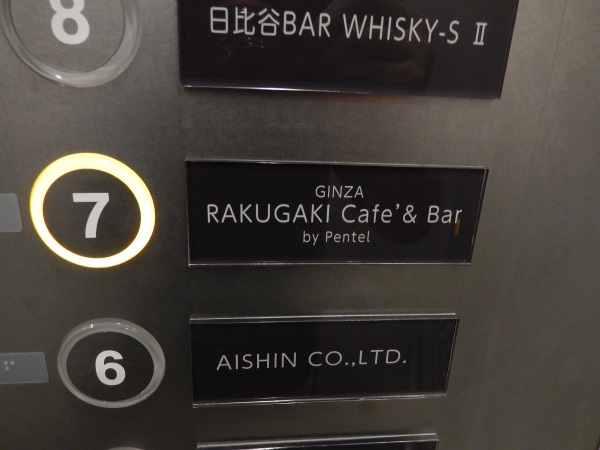 8
日比谷BAR WHISKY-S Ⅱ
7
GINZA
RAKUGAKI Cafe'& Bar
by Pentel
6
AISHIN CO.,LTD.